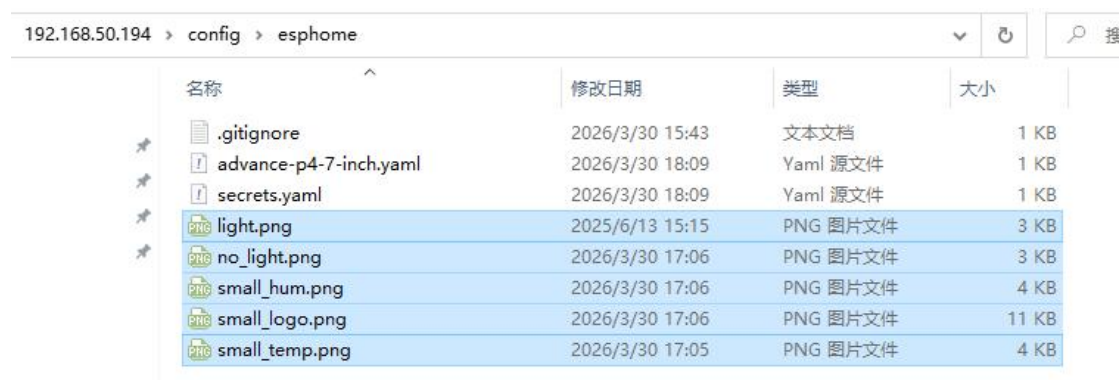 192.168.50.194 › config › esphome 搜
名称 修改日期 类型 大小
.gitignore 2026/3/30 15:43 文本文档 1 KB
advance-p4-7-inch.yaml 2026/3/30 18:09 Yaml 源文件 1 KB
secrets.yaml 2026/3/30 18:09 Yaml 源文件 1 KB
light.png 2025/6/13 15:15 PNG 图片文件 3 KB
no_light.png 2026/3/30 17:06 PNG 图片文件 3 KB
small_hum.png 2026/3/30 17:06 PNG 图片文件 4 KB
small_logo.png 2026/3/30 17:06 PNG 图片文件 11 KB
small_temp.png 2026/3/30 17:05 PNG 图片文件 4 KB